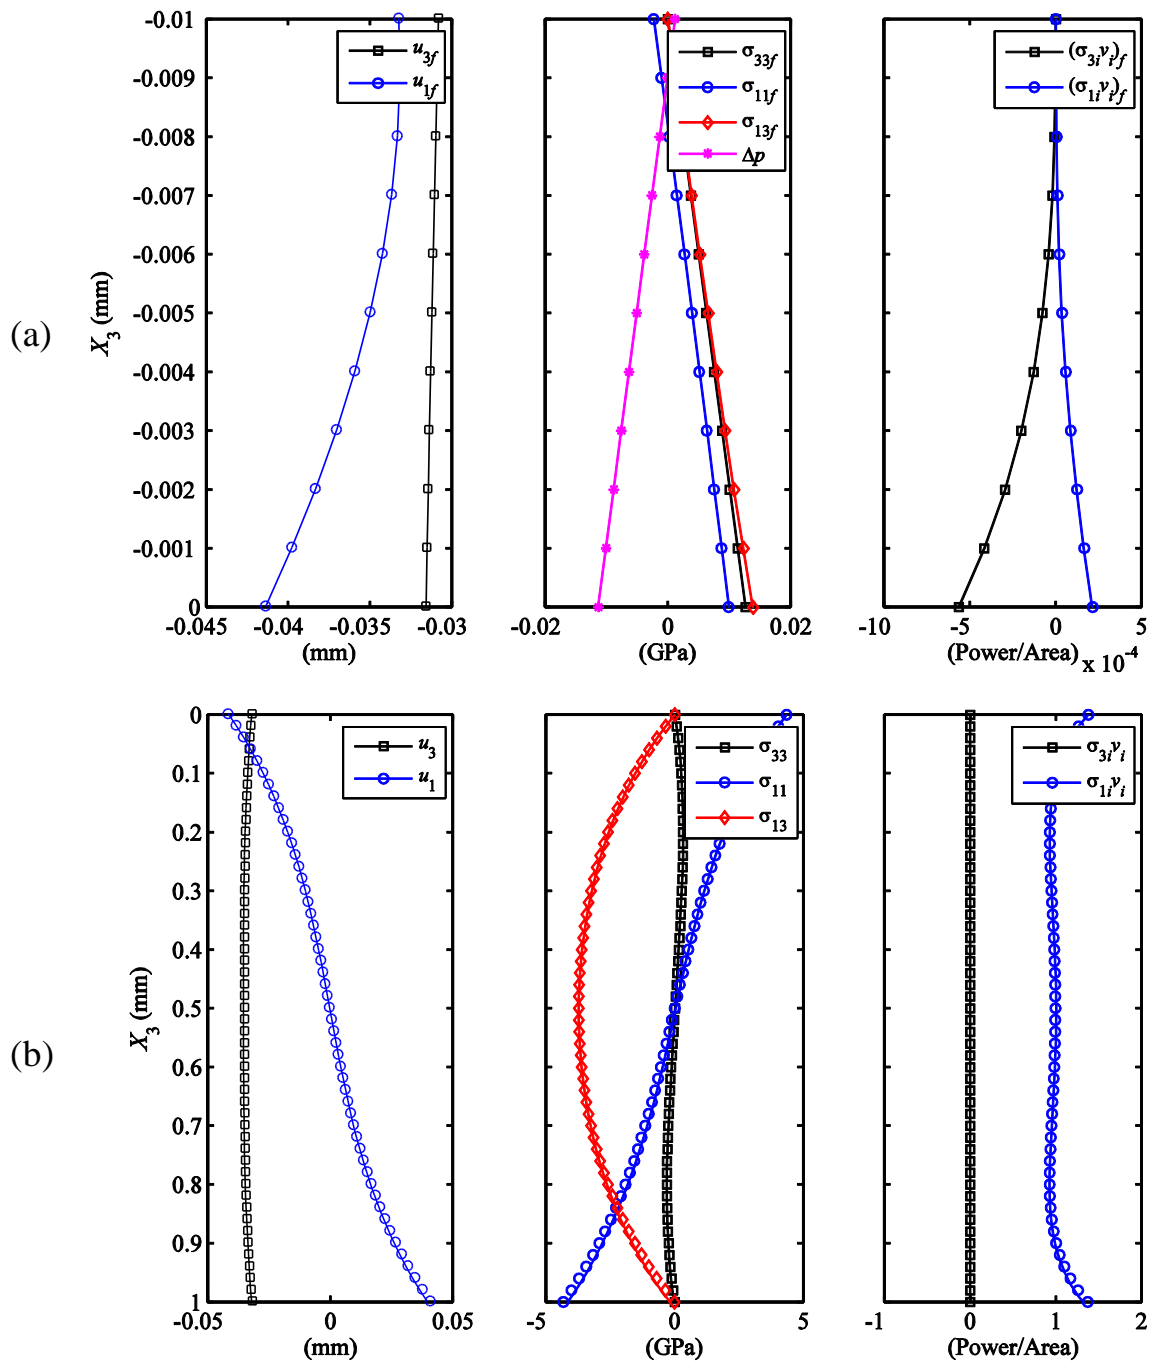 (a)
X3 (mm)
-0.01
-0.009
-0.008
-0.007
-0.006
-0.005
-0.004
-0.003
-0.002
-0.001
0
-0.045 -0.04 -0.035 -0.03
(mm)
u3f
u1f
-0.02 0 0.02
(GPa)
σ33f
σ11f
σ13f
Δp
-10 -5 0 5
(Power/Area) x 10-4
(σ3ivi)f
(σ1ivi)f
(b)
X3 (mm)
0
0.1
0.2
0.3
0.4
0.5
0.6
0.7
0.8
0.9
1
-0.05 0 0.05
(mm)
u3
u1
-5 0 5
(GPa)
σ33
σ11
σ13
-1 0 1 2
(Power/Area)
σ3ivi
σ1ivi